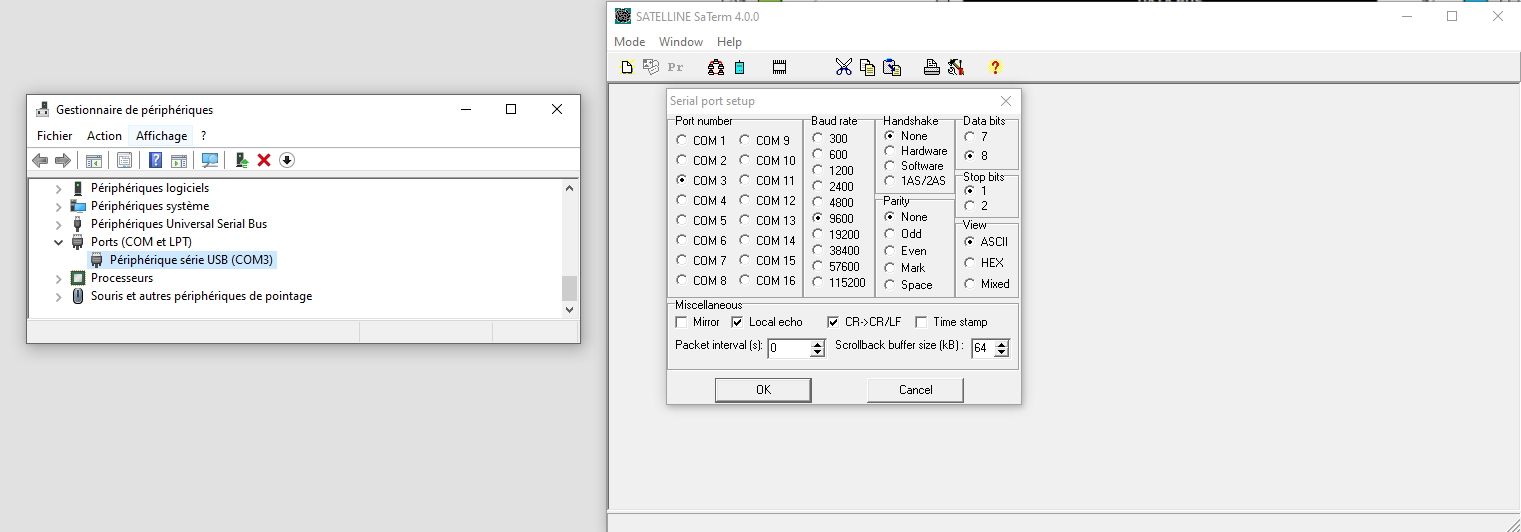 Gestionnaire de périphériques
Fichier Action Affichage ?
Périphériques logiciels
Périphériques système
Périphériques Universal Serial Bus
Ports (COM et LPT)
Périphérique série USB (COM3)
Processeurs
Souris et autres périphériques de pointage
SATELLINE SaTerm 4.0.0
Mode Window Help
Pr ?
Serial port setup
Port number
COM 1 COM 9
COM 2 COM 10
COM 3 COM 11
COM 4 COM 12
COM 5 COM 13
COM 6 COM 14
COM 7 COM 15
COM 8 COM 16
Baud rate
300
600
1200
2400
4800
9600
19200
38400
57600
115200
Handshake
None
Hardware
Software
1AS/2AS
Parity
None
Odd
Even
Mark
Space
Data bits
7
8
Stop bits
1
2
View
ASCII
HEX
Mixed
Miscellaneous
Mirror Local echo CR->CR/LF Time stamp
Packet interval (s): 0 Scrollback buffer size (kB) : 64
OK Cancel